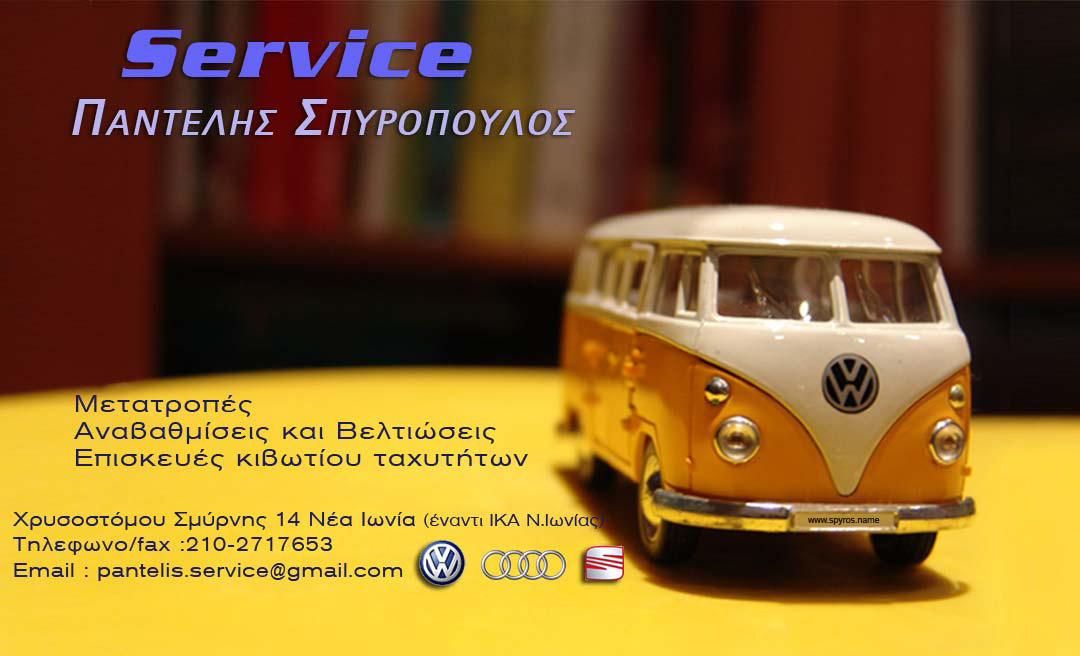 Service
ΠΑΝΤΕΛΗΣ ΣΠΥΡΟΠΟΥΛΟΣ
Μετατροπές
Αναβαθμίσεις και Βελτιώσεις
Επισκευές κιβωτίου ταχυτήτων
Χρυσοστόμου Σμύρνης 14 Νέα Ιωνία (έναντι ΙΚΑ Ν.Ιωνίας)
Τηλεφωνο/fax :210-2717653
Email : pantelis.service@gmail.com
www.spyros.name